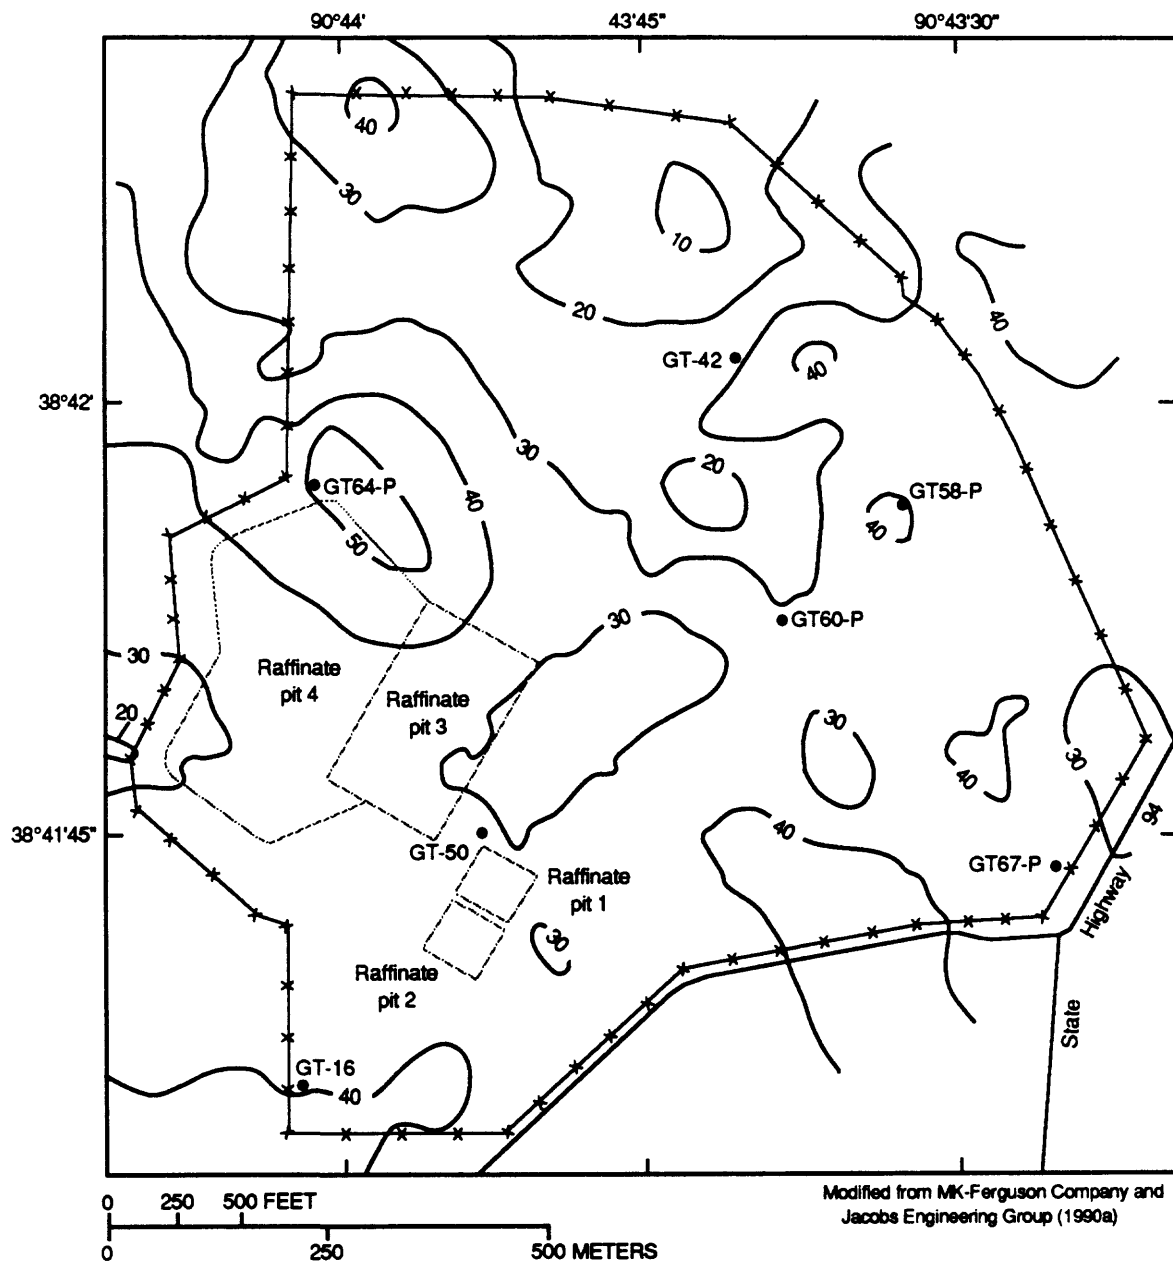 90°44' 43'45" 90°43'30"
40
30
10
40
20
GT-42
40
38°42'
30
20
40
GT64-P
GT58-P
40
50
30
GT60-P
30
Raffinate
pit 4
Raffinate
pit 3
20
30
30
40
40
94
38°41'45"
GT-50
GT67-P
Raffinate
pit 1
Highway
30
Raffinate
pit 2
State
GT-16
40
0 250 500 FEET
0 250 500 METERS
Modified from MK-Ferguson Company and
Jacobs Engineering Group (1990a)